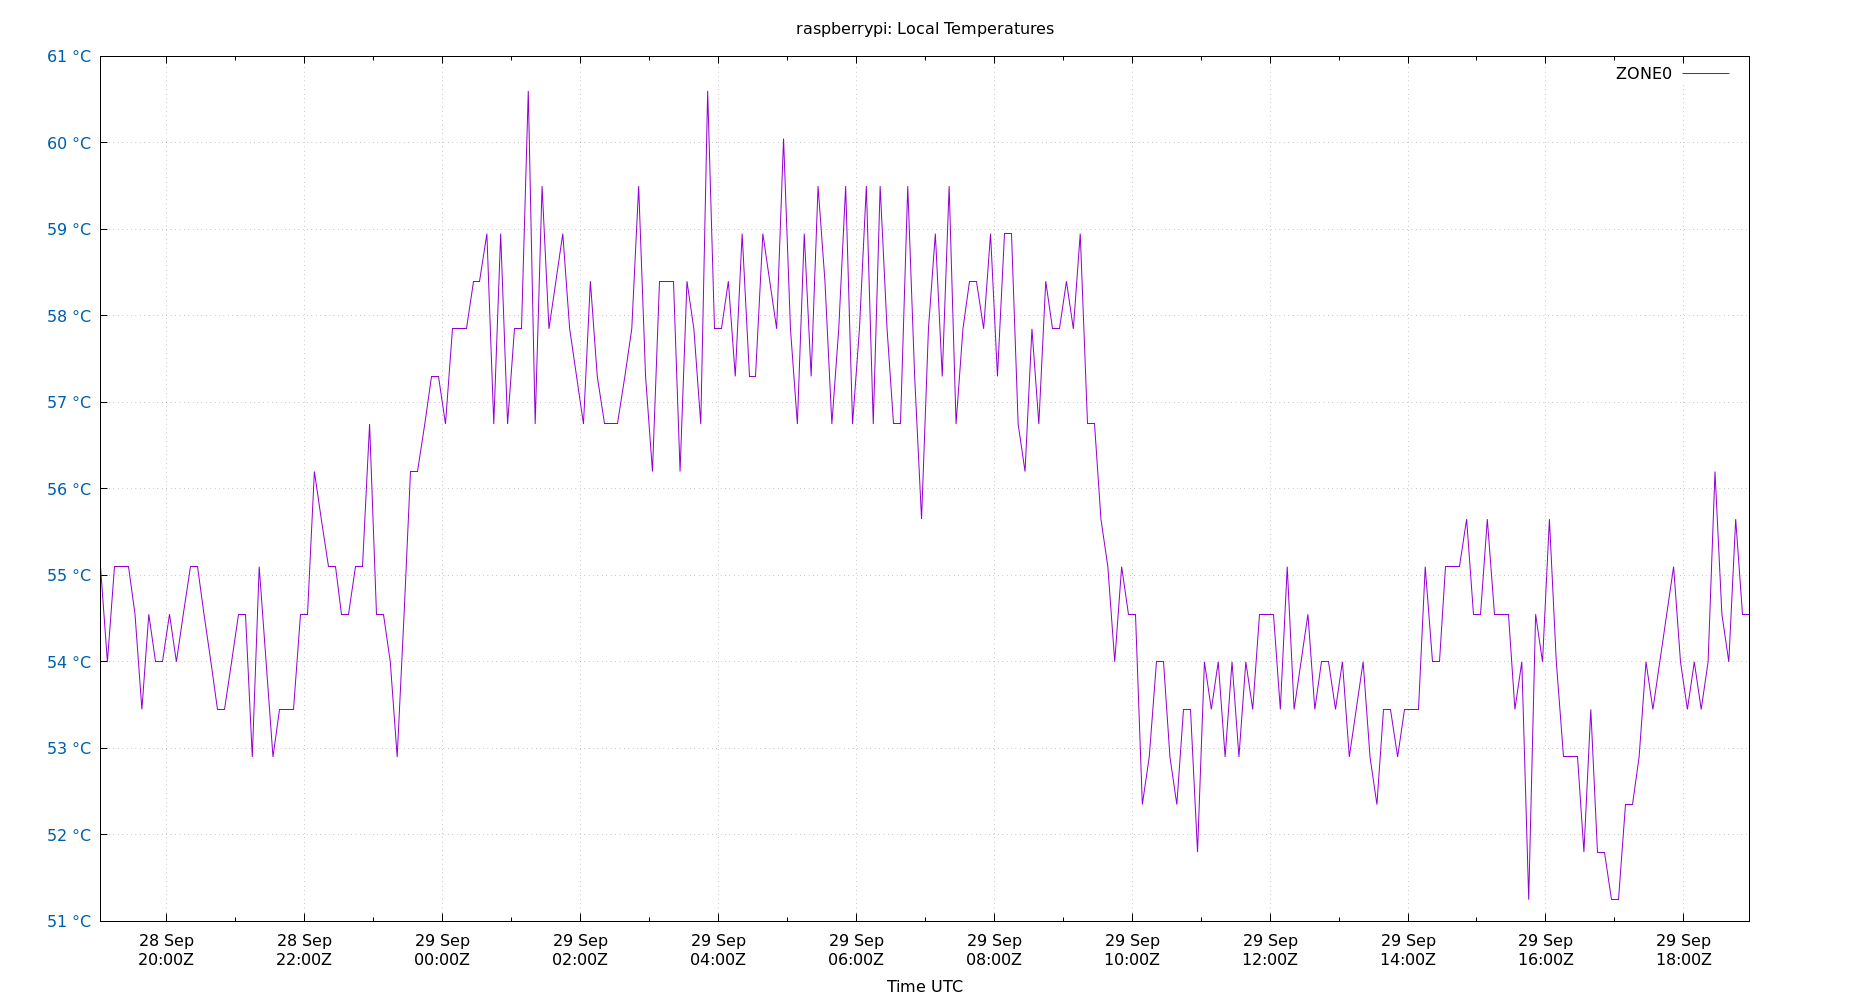 raspberrypi: Local Temperatures
61 °C
ZONE0
60 °C
59 °C
58 °C
57 °C
56 °C
55 °C
54 °C
53 °C
52 °C
51 °C
28 Sep 28 Sep 29 Sep 29 Sep 29 Sep 29 Sep 29 Sep 29 Sep 29 Sep 29 Sep 29 Sep 29 Sep
20:00Z 22:00Z 00:00Z 02:00Z 04:00Z 06:00Z 08:00Z 10:00Z 12:00Z 14:00Z 16:00Z 18:00Z
Time UTC